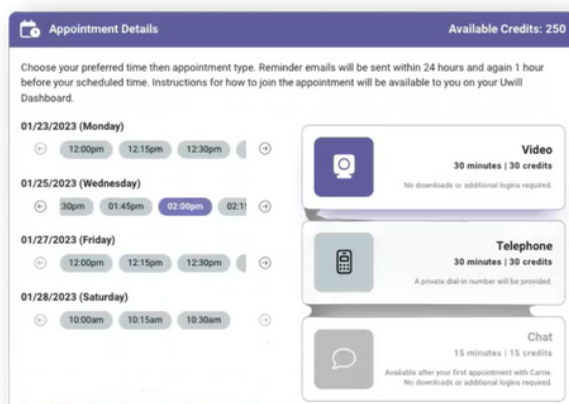 Appointment Details
Available Credits: 250
Choose your preferred time then appointment type. Reminder emails will be sent within 24 hours and again 1 hour
before your scheduled time. Instructions for how to join the appointment will be available to you on your Uwill
Dashboard.
01/23/2023 (Monday)
12:00pm 12:15pm 12:30pm
01/25/2023 (Wednesday)
:30pm 01:45pm 02:00pm 02:1
01/27/2023 (Friday)
12:00pm 12:15pm 12:30pm
01/28/2023 (Saturday)
10:00am 10:15am 10:30am
Video
30 minutes | 30 credits
No downloads or additional logins required.
Telephone
30 minutes | 30 credits
A private dial-in number will be provided.
Chat
15 minutes | 15 credits
Available after your first appointment with Carrie.
No downloads or additional logins required.